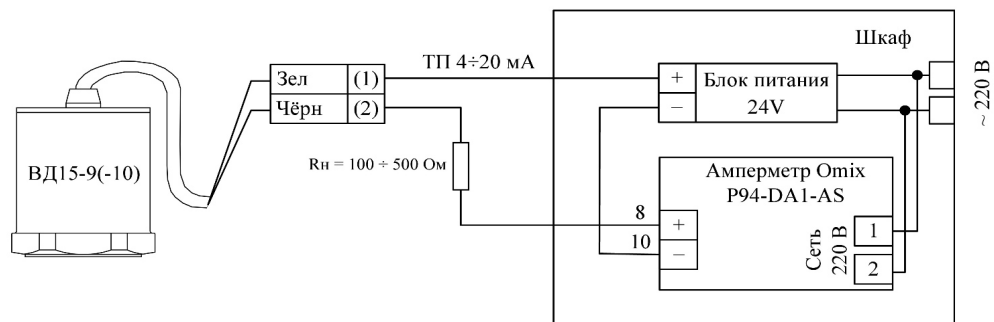 Шкаф
ТП 4÷20 мА
Зел (1)
Чёрн (2)
+
–
Блок питания
24V
~ 220 В
ВД15-9(-10)
Rн = 100 ÷ 500 Ом
Амперметр Omix
P94-DA1-AS
8
+
10
–
Сеть
220 В
1
2